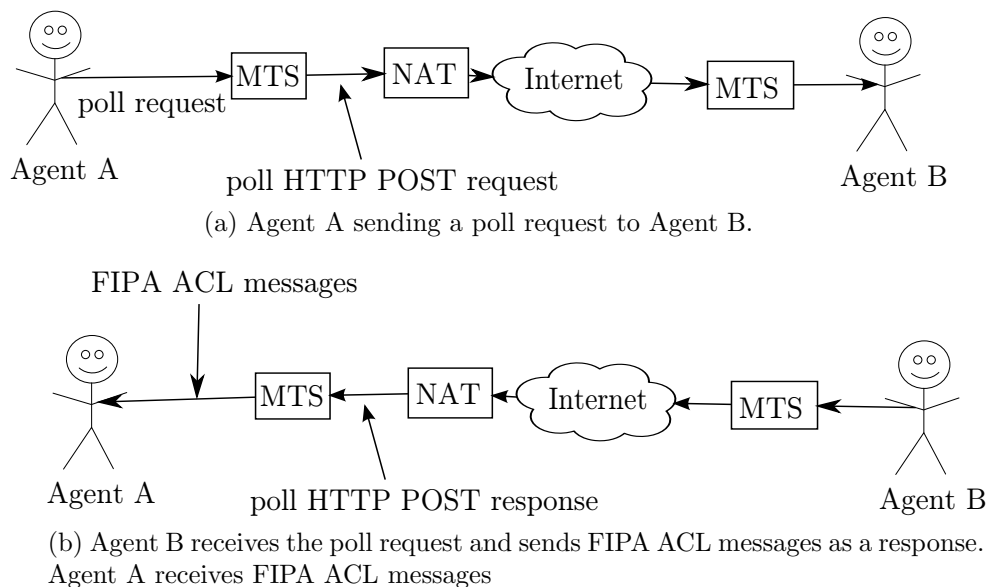 MTS
NAT
Internet
MTS
poll request
Agent A
Agent B
poll HTTP POST request
(a) Agent A sending a poll request to Agent B.
FIPA ACL messages
MTS
NAT
Internet
MTS
Agent A
poll HTTP POST response
Agent B
(b) Agent B receives the poll request and sends FIPA ACL messages as a response.
Agent A receives FIPA ACL messages